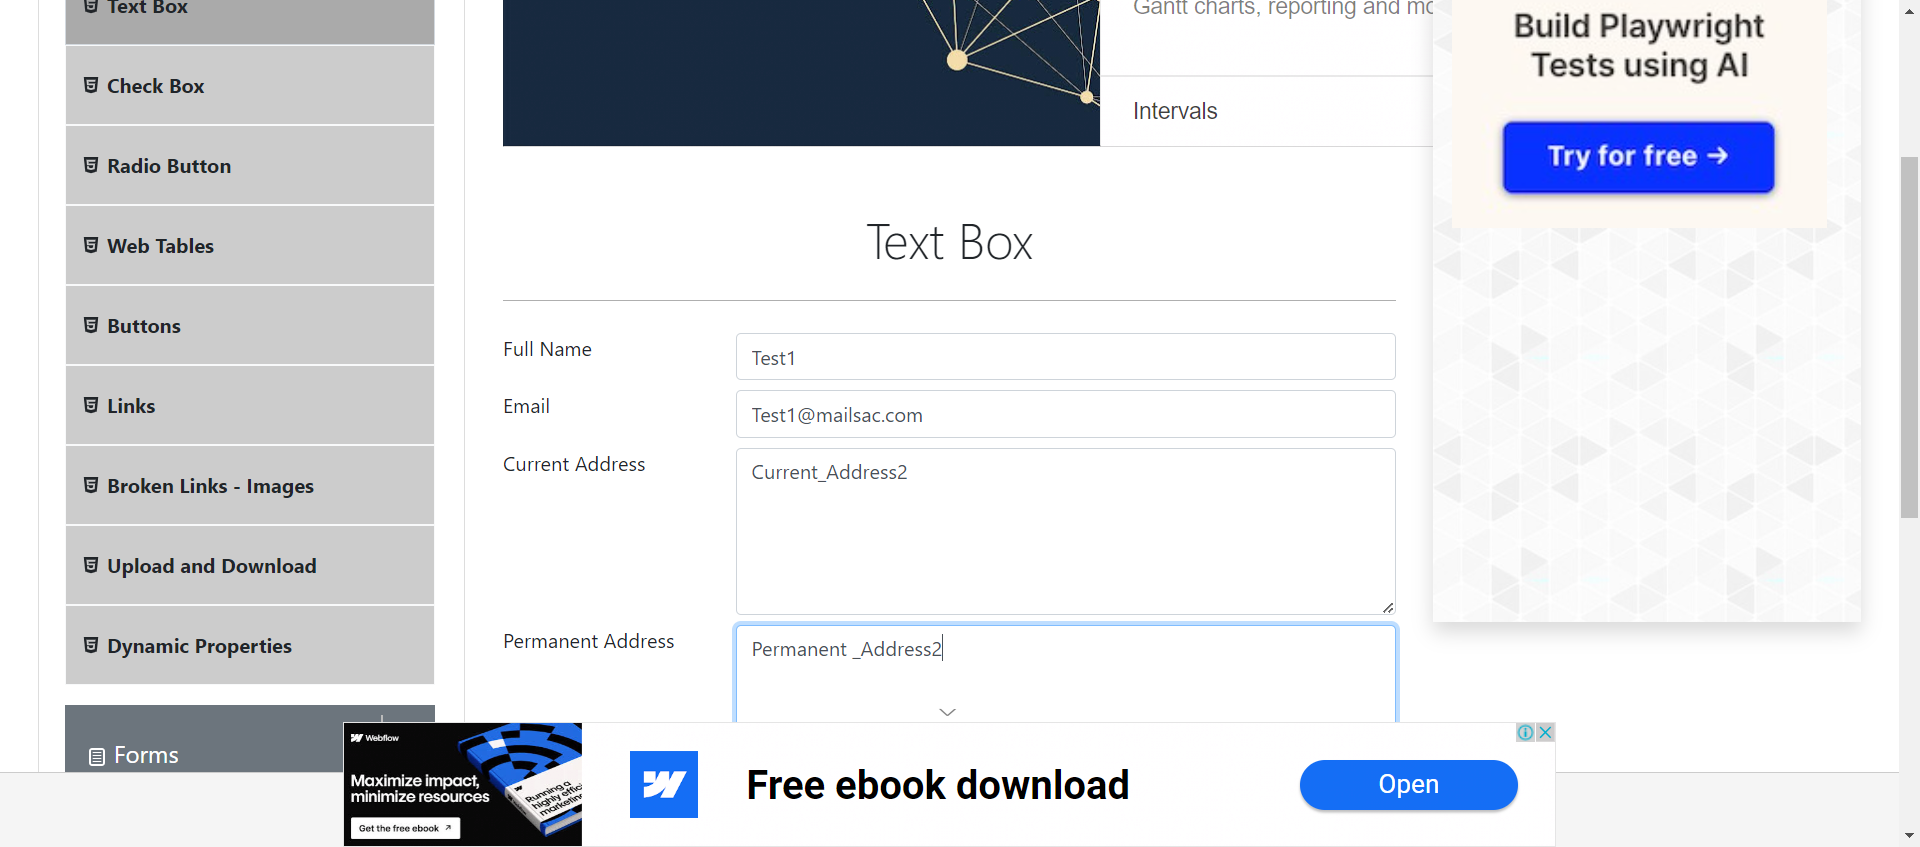 Text Box
Check Box
Radio Button
Web Tables
Buttons
Links
Broken Links - Images
Upload and Download
Dynamic Properties
Forms
Gantt charts, reporting and mo
Intervals
Text Box
Full Name
Test1
Email
Test1@mailsac.com
Current Address
Current_Address2
Permanent Address
Permanent _Address2
Build Playwright
Tests using AI
Try for free →
Webflow
Maximize impact,
minimize resources
Get the free ebook ↗
Running a
highly effici
marketing
Free ebook download
Open